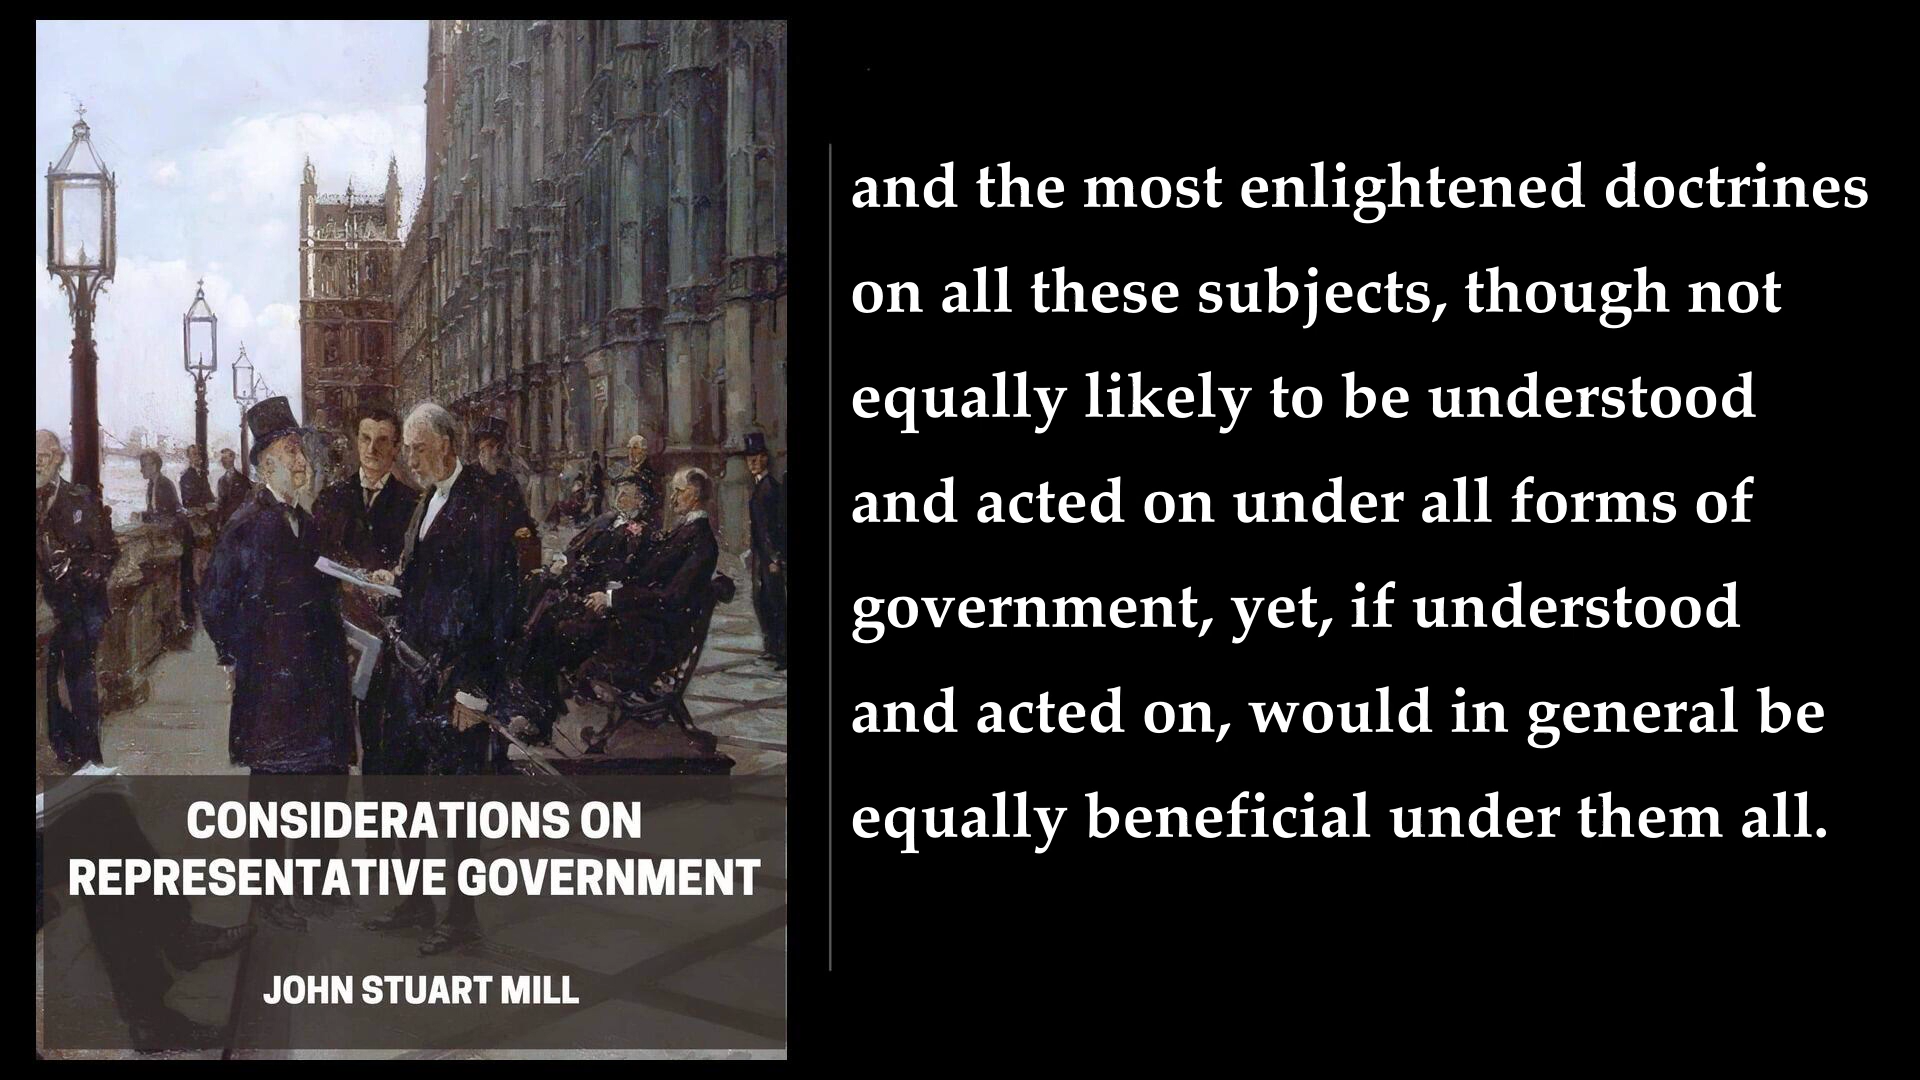 CONSIDERATIONS ON
REPRESENTATIVE GOVERNMENT
JOHN STUART MILL
and the most enlightened doctrines
on all these subjects, though not
equally likely to be understood
and acted on under all forms of
government, yet, if understood
and acted on, would in general be
equally beneficial under them all.